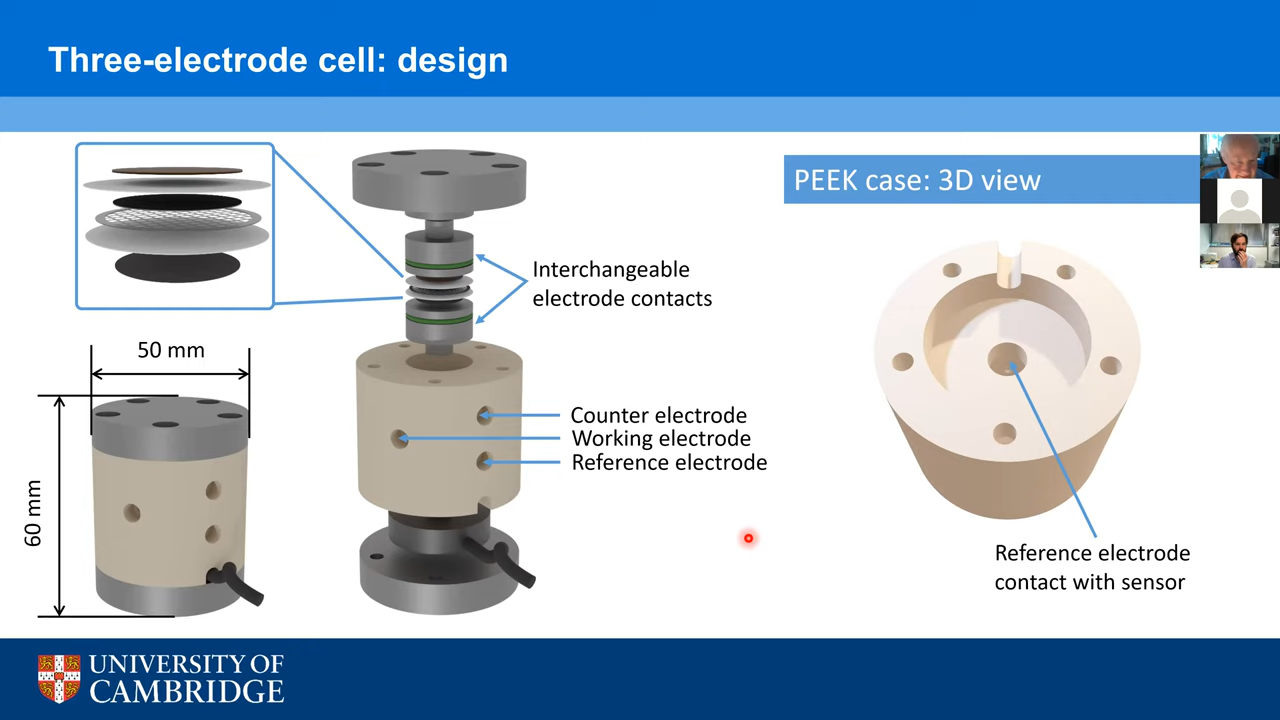 Three-electrode cell: design
PEEK case: 3D view
Interchangeable
electrode contacts
50 mm
60 mm
Counter electrode
Working electrode
Reference electrode
Reference electrode
contact with sensor
UNIVERSITY OF
CAMBRIDGE